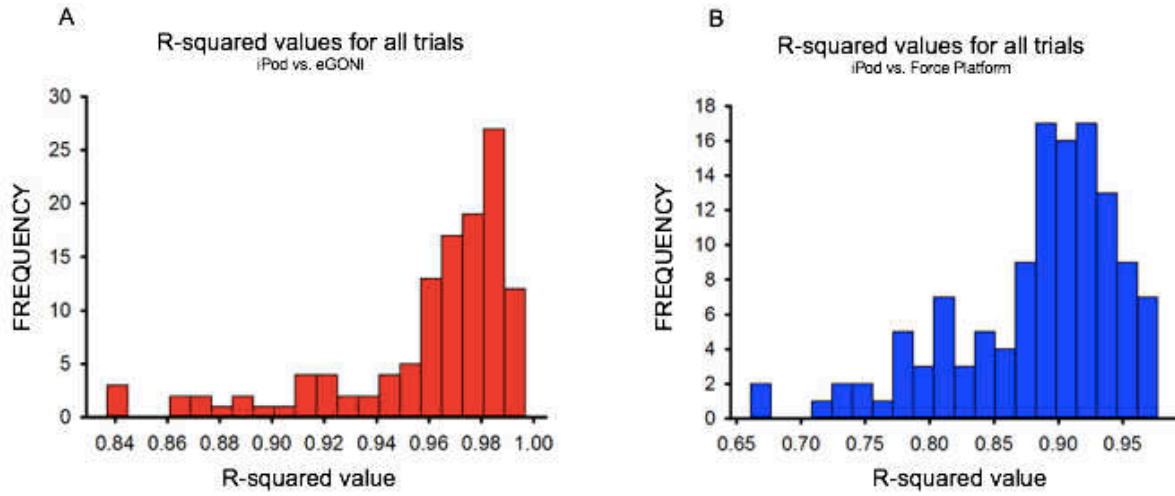 A
R-squared values for all trials
iPod vs. eGONI
30
25
20
15
10
5
0
FREQUENCY
0.84 0.86 0.88 0.90 0.92 0.94 0.96 0.98 1.00
R-squared value
B
R-squared values for all trials
iPod vs. Force Platform
18
16
14
12
10
8
6
4
2
0
FREQUENCY
0.65 0.70 0.75 0.80 0.85 0.90 0.95
R-squared value